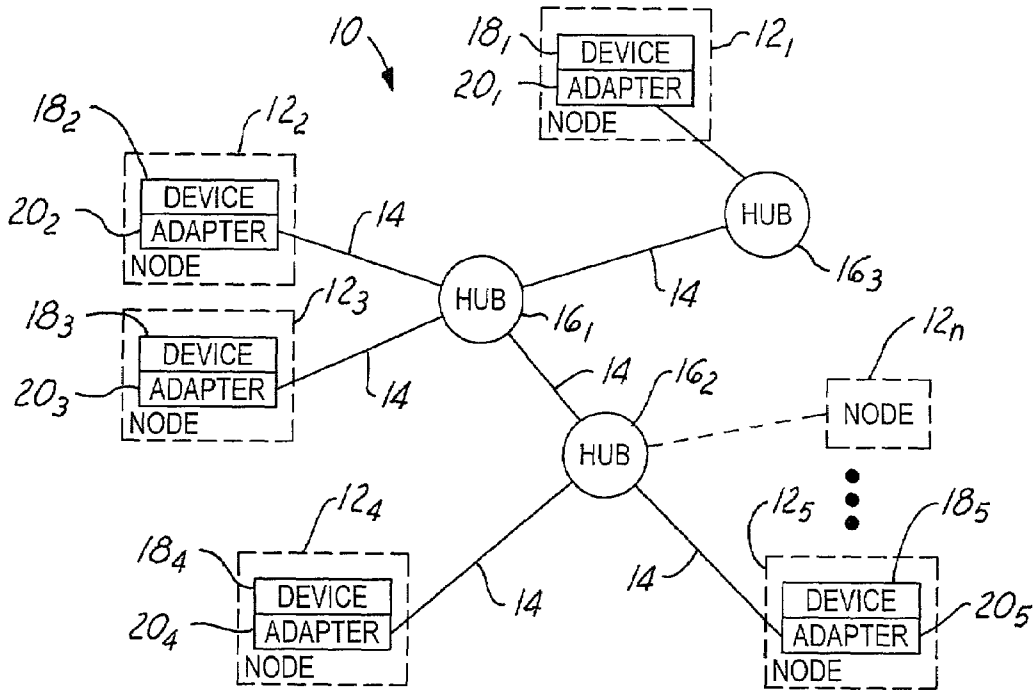 10
18₁
DEVICE
12₁
20₁
ADAPTER
NODE
18₂
12₂
DEVICE
20₂
ADAPTER
NODE
14
HUB
16₃
14
HUB
16₁
18₃
12₃
DEVICE
20₃
ADAPTER
NODE
14
14
16₂
HUB
12ₙ
NODE
12₄
18₄
DEVICE
20₄
ADAPTER
NODE
14
14
12₅
18₅
DEVICE
ADAPTER
20₅
NODE